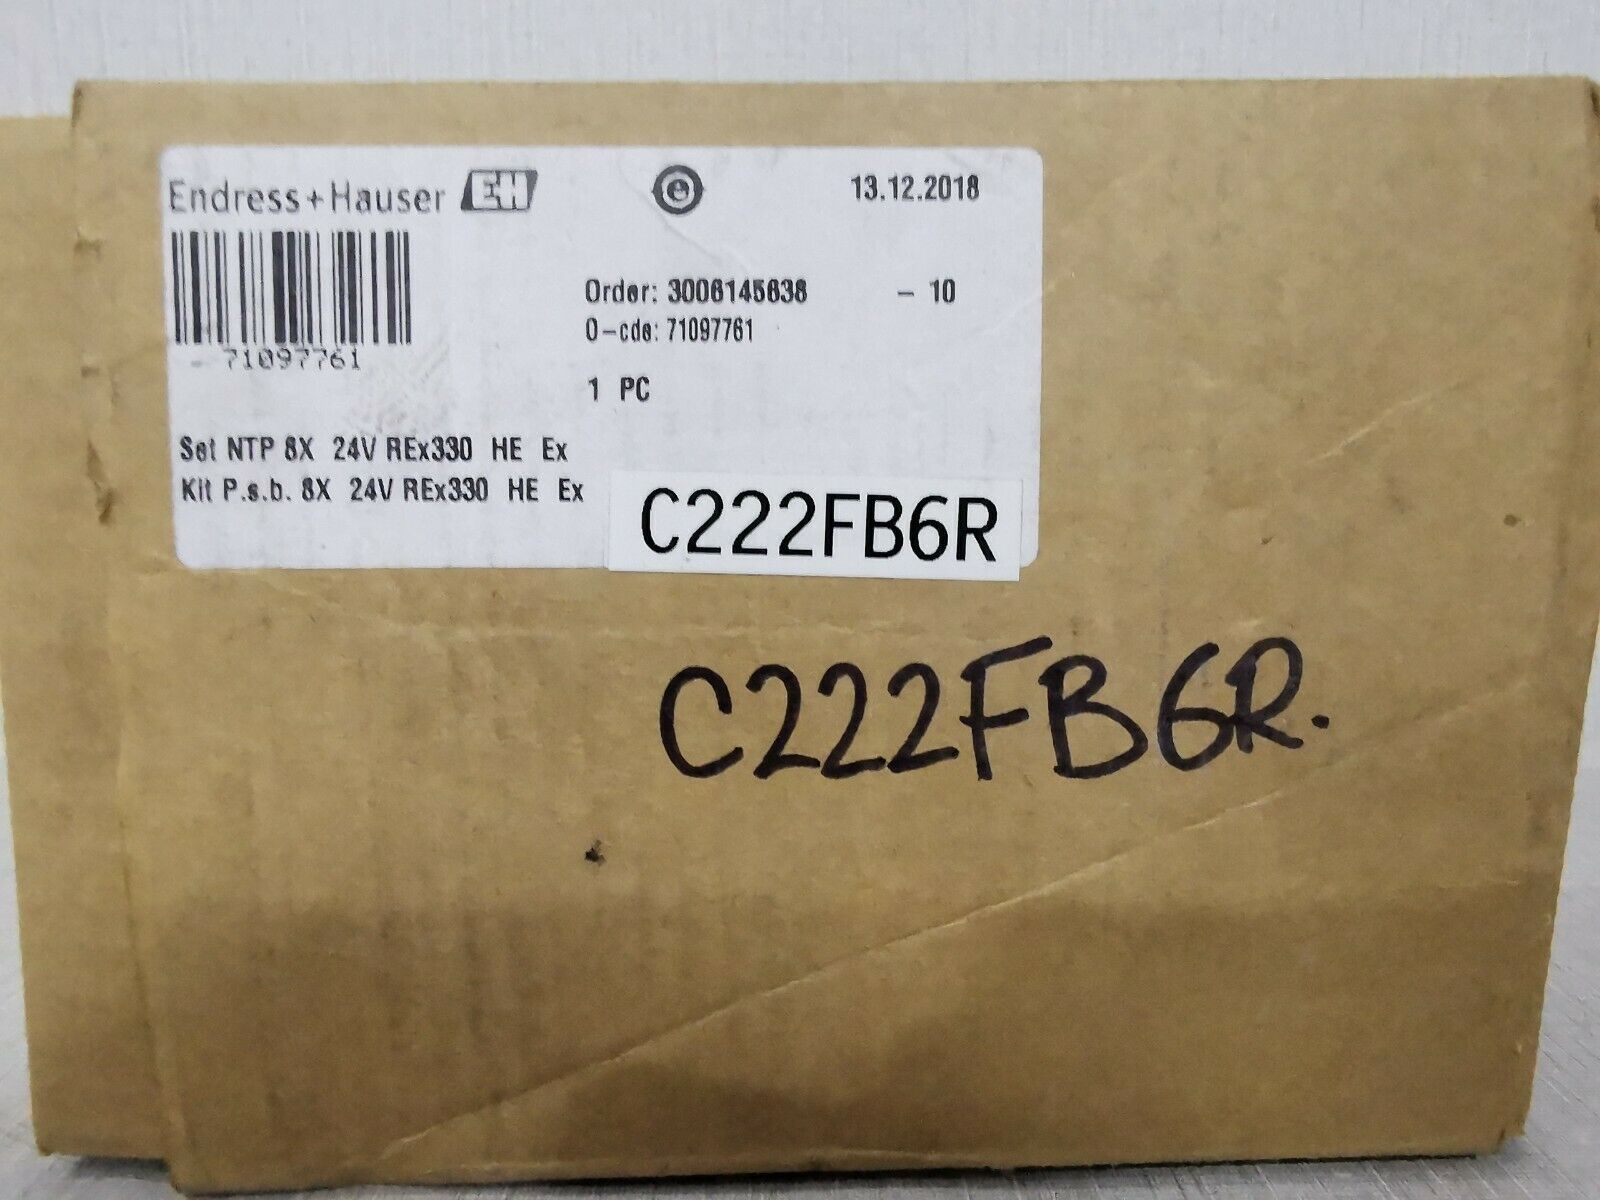 Endress+Hauser EH
e
13.12.2018
Order: 3006145638 - 10
O-cde: 71097761
- 71097761
1 PC
Set NTP 8X 24V REx330 HE Ex
Kit P.s.b. 8X 24V REx330 HE Ex
C222FB6R
C222FB6R.